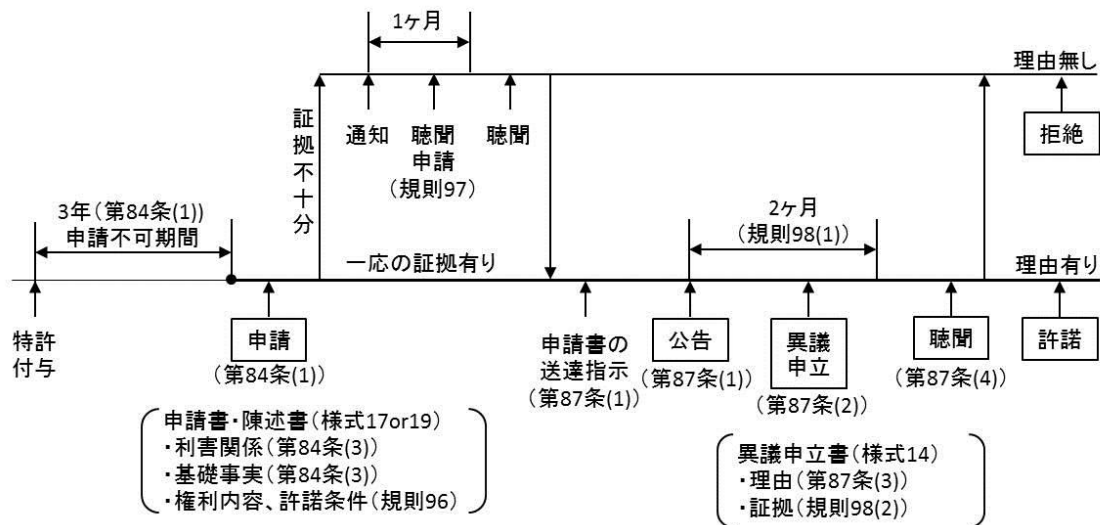 1ヶ月
理由無し
通知
聴聞
申請
（規則97）
聴聞
拒絶
証拠不十分
3年（第84条(1)）
申請不可期間
2ヶ月
（規則98(1)）
一応の証拠有り
理由有り
特許
付与
申請
（第84条(1)）
申請書の
送達指示
（第87条(1)）
公告
（第87条(1)）
異議
申立
（第87条(2)）
聴聞
（第87条(4)）
許諾
申請書・陳述書（様式17or19）
・利害関係（第84条(3)）
・基礎事実（第84条(3)）
・権利内容、許諾条件（規則96）
異議申立書（様式14）
・理由（第87条(3)）
・証拠（規則98(2)）